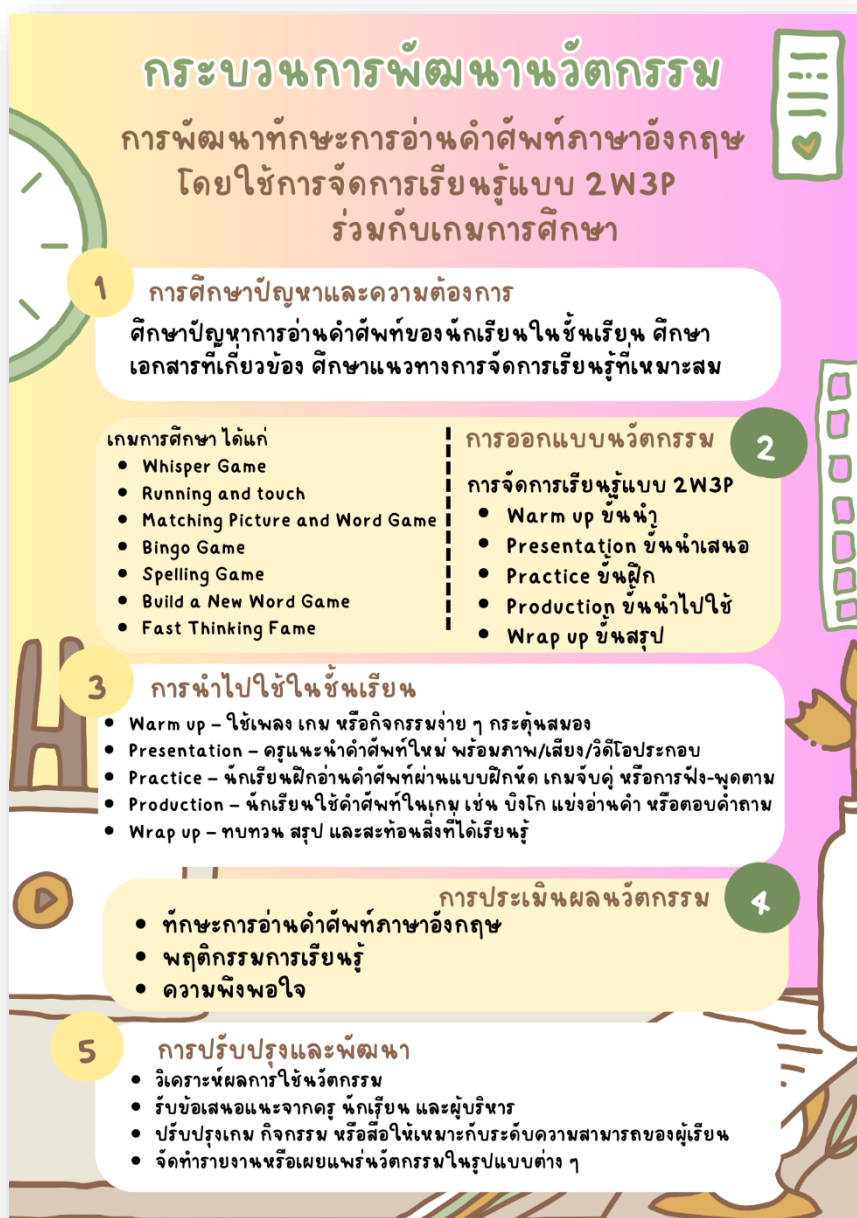 กระบวนการพัฒนานวัตกรรม
การพัฒนาทักษะการอ่านคำศัพท์ภาษาอังกฤษ
โดยใช้การจัดการเรียนรู้แบบ 2W3P
ร่วมกับเกมการศึกษา
1
การศึกษาปัญหาและความต้องการ
ศึกษาปัญหาการอ่านคำศัพท์ของนักเรียนในชั้นเรียน ศึกษา
เอกสารที่เกี่ยวข้อง ศึกษาแนวทางการจัดการเรียนรู้ที่เหมาะสม
2
การออกแบบนวัตกรรม
การจัดการเรียนรู้แบบ 2W3P
• Warm up ขั้นนำ
• Presentation ขั้นนำเสนอ
• Practice ขั้นฝึก
• Production ขั้นนำไปใช้
• Wrap up ขั้นสรุป
เกมการศึกษา ได้แก่
• Whisper Game
• Running and touch
• Matching Picture and Word Game
• Bingo Game
• Spelling Game
• Build a New Word Game
• Fast Thinking Fame
3
การนำไปใช้ในชั้นเรียน
• Warm up – ใช้เพลง เกม หรือกิจกรรมง่าย ๆ กระตุ้นสมอง
• Presentation – ครูแนะนำคำศัพท์ใหม่ พร้อมภาพ/เสียง/วิดีโอประกอบ
• Practice – นักเรียนฝึกอ่านคำศัพท์ผ่านแบบฝึกหัด เกมจับคู่ หรือการฟัง-พูดตาม
• Production – นักเรียนใช้คำศัพท์ในเกม เช่น บิงโก แข่งอ่านคำ หรือตอบคำถาม
• Wrap up – ทบทวน สรุป และสะท้อนสิ่งที่ได้เรียนรู้
4
การประเมินผลนวัตกรรม
• ทักษะการอ่านคำศัพท์ภาษาอังกฤษ
• พฤติกรรมการเรียนรู้
• ความพึงพอใจ
5
การปรับปรุงและพัฒนา
• วิเคราะห์ผลการใช้นวัตกรรม
• รับข้อเสนอแนะจากครู นักเรียน และผู้บริหาร
• ปรับปรุงเกม กิจกรรม หรือสื่อให้เหมาะกับระดับความสามารถของผู้เรียน
• จัดทำรายงานหรือเผยแพร่นวัตกรรมในรูปแบบต่าง ๆ